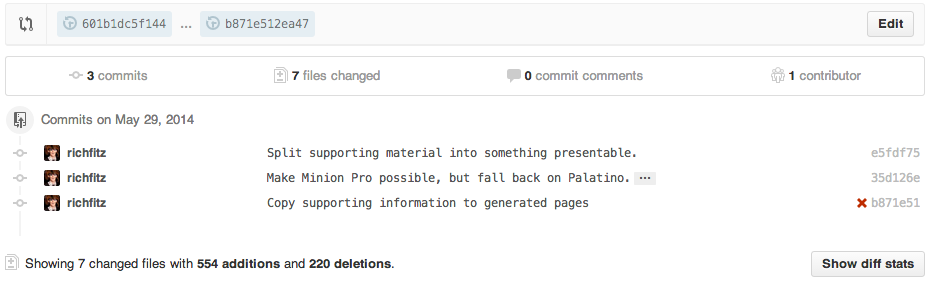 601b1dc5f144 ... b871e512ea47 Edit
3 commits 7 files changed 0 commit comments 1 contributor
Commits on May 29, 2014
richfitz Split supporting material into something presentable. e5fdf75
richfitz Make Minion Pro possible, but fall back on Palatino. ... 35d126e
richfitz Copy supporting information to generated pages b871e51
Showing 7 changed files with 554 additions and 220 deletions. Show diff stats